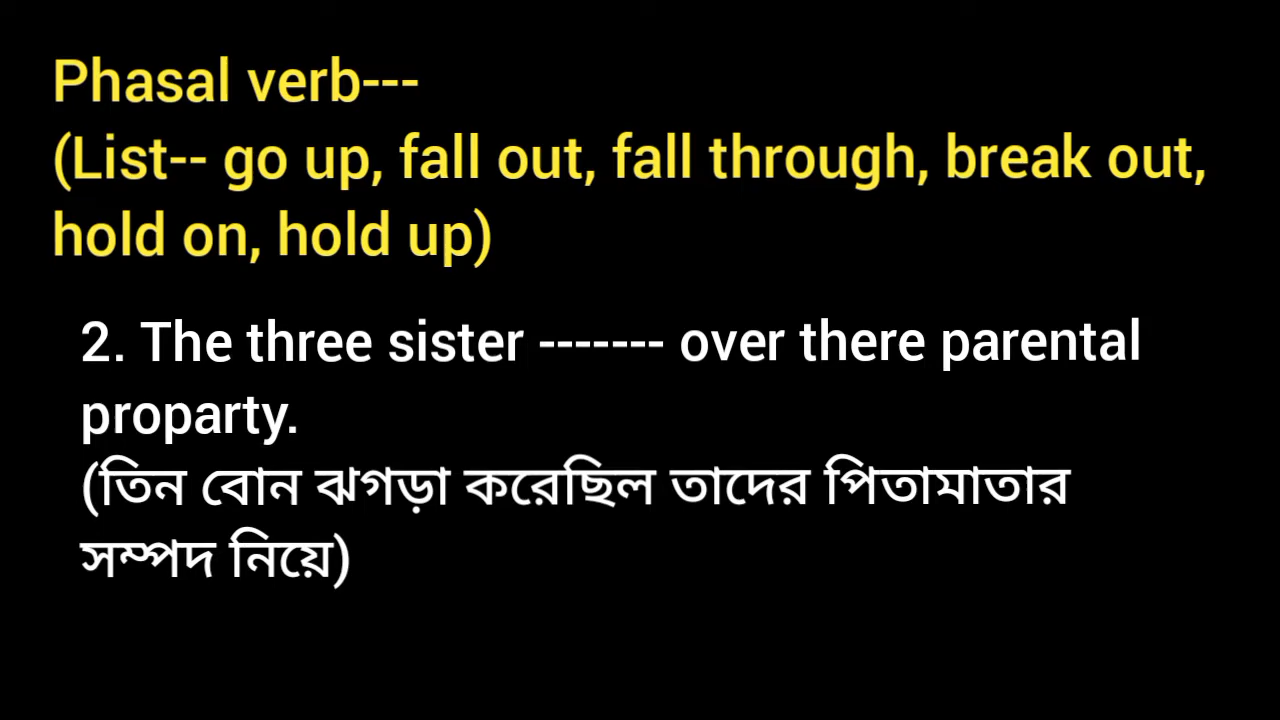 Phasal verb---
(List-- go up, fall out, fall through, break out,
hold on, hold up)
2. The three sister ------- over there parental
proparty.
(তিন বোন ঝগড়া করেছিল তাদের পিতামাতার
সম্পদ নিয়ে)